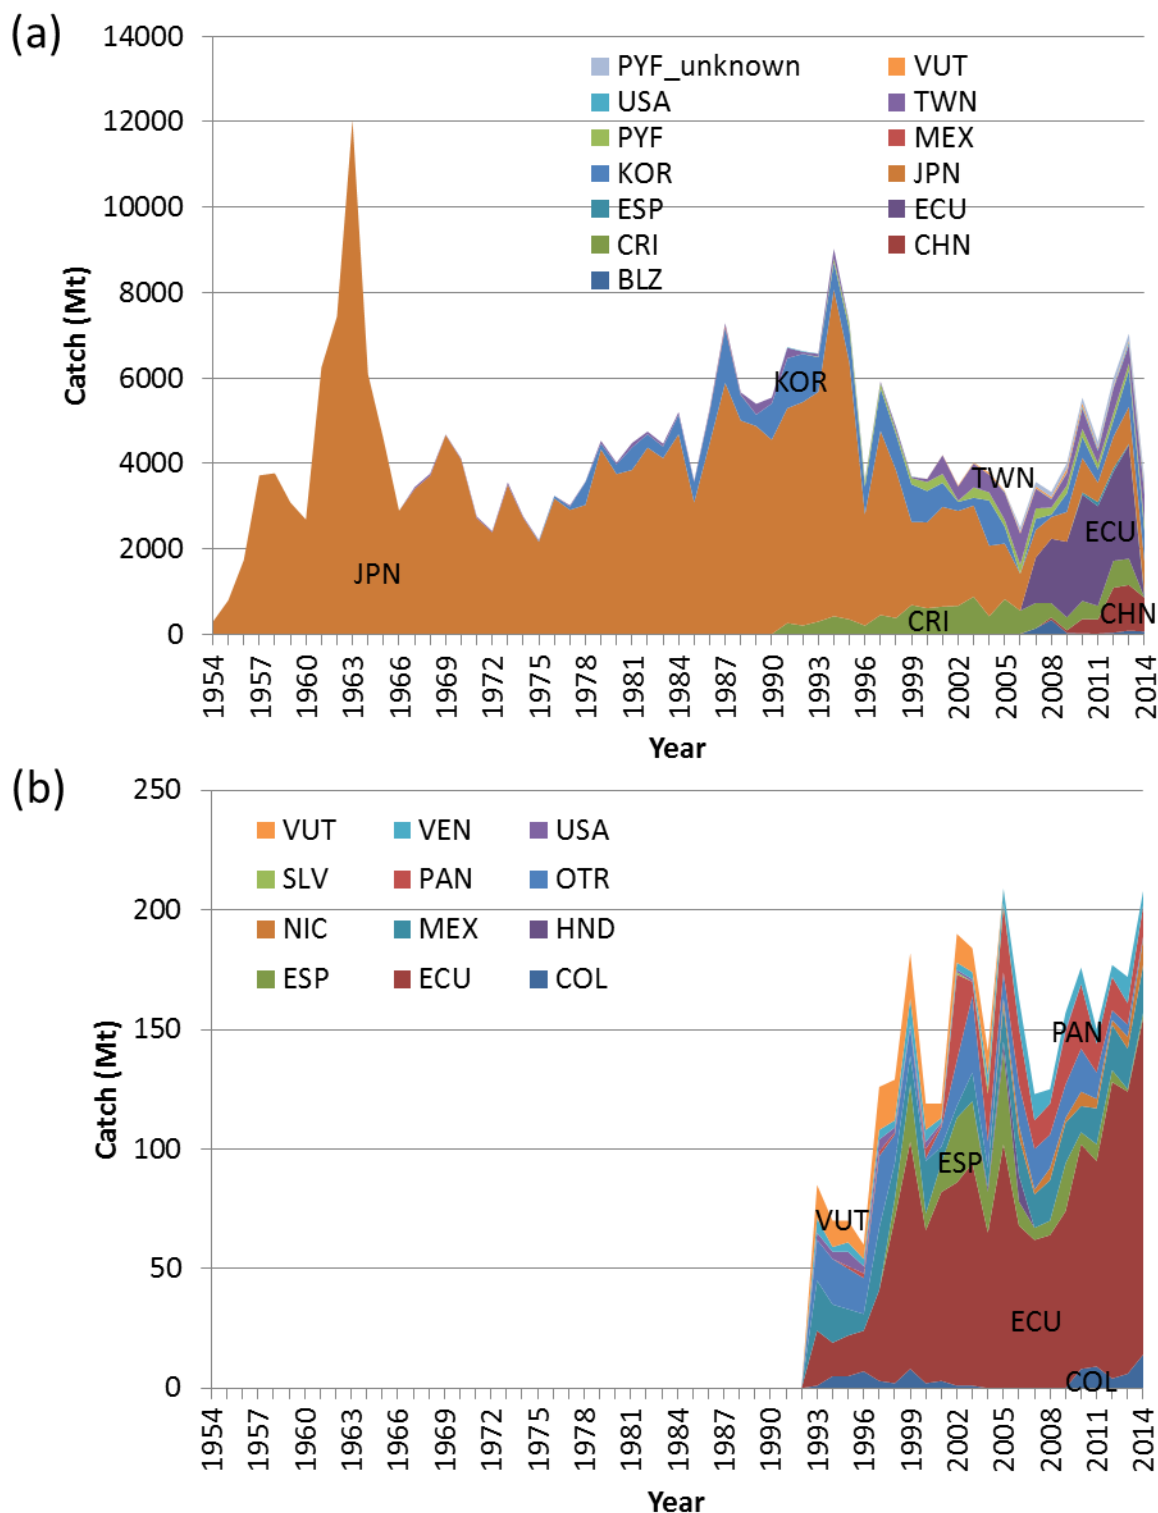 (a)
14000
12000
10000
8000
6000
4000
2000
0
Catch (Mt)
PYF_unknown VUT
USA TWN
PYF MEX
KOR JPN
ESP ECU
CRI CHN
BLZ
KOR
TWN
JPN
ECU
CRI
CHN
1954 1957 1960 1963 1966 1969 1972 1975 1978 1981 1984 1987 1990 1993 1996 1999 2002 2005 2008 2011 2014
Year
(b)
250
200
150
100
50
0
Catch (Mt)
VUT VEN USA
SLV PAN OTR
NIC MEX HND
ESP ECU COL
PAN
ESP
VUT
ECU
COL
1954 1957 1960 1963 1966 1969 1972 1975 1978 1981 1984 1987 1990 1993 1996 1999 2002 2005 2008 2011 2014
Year